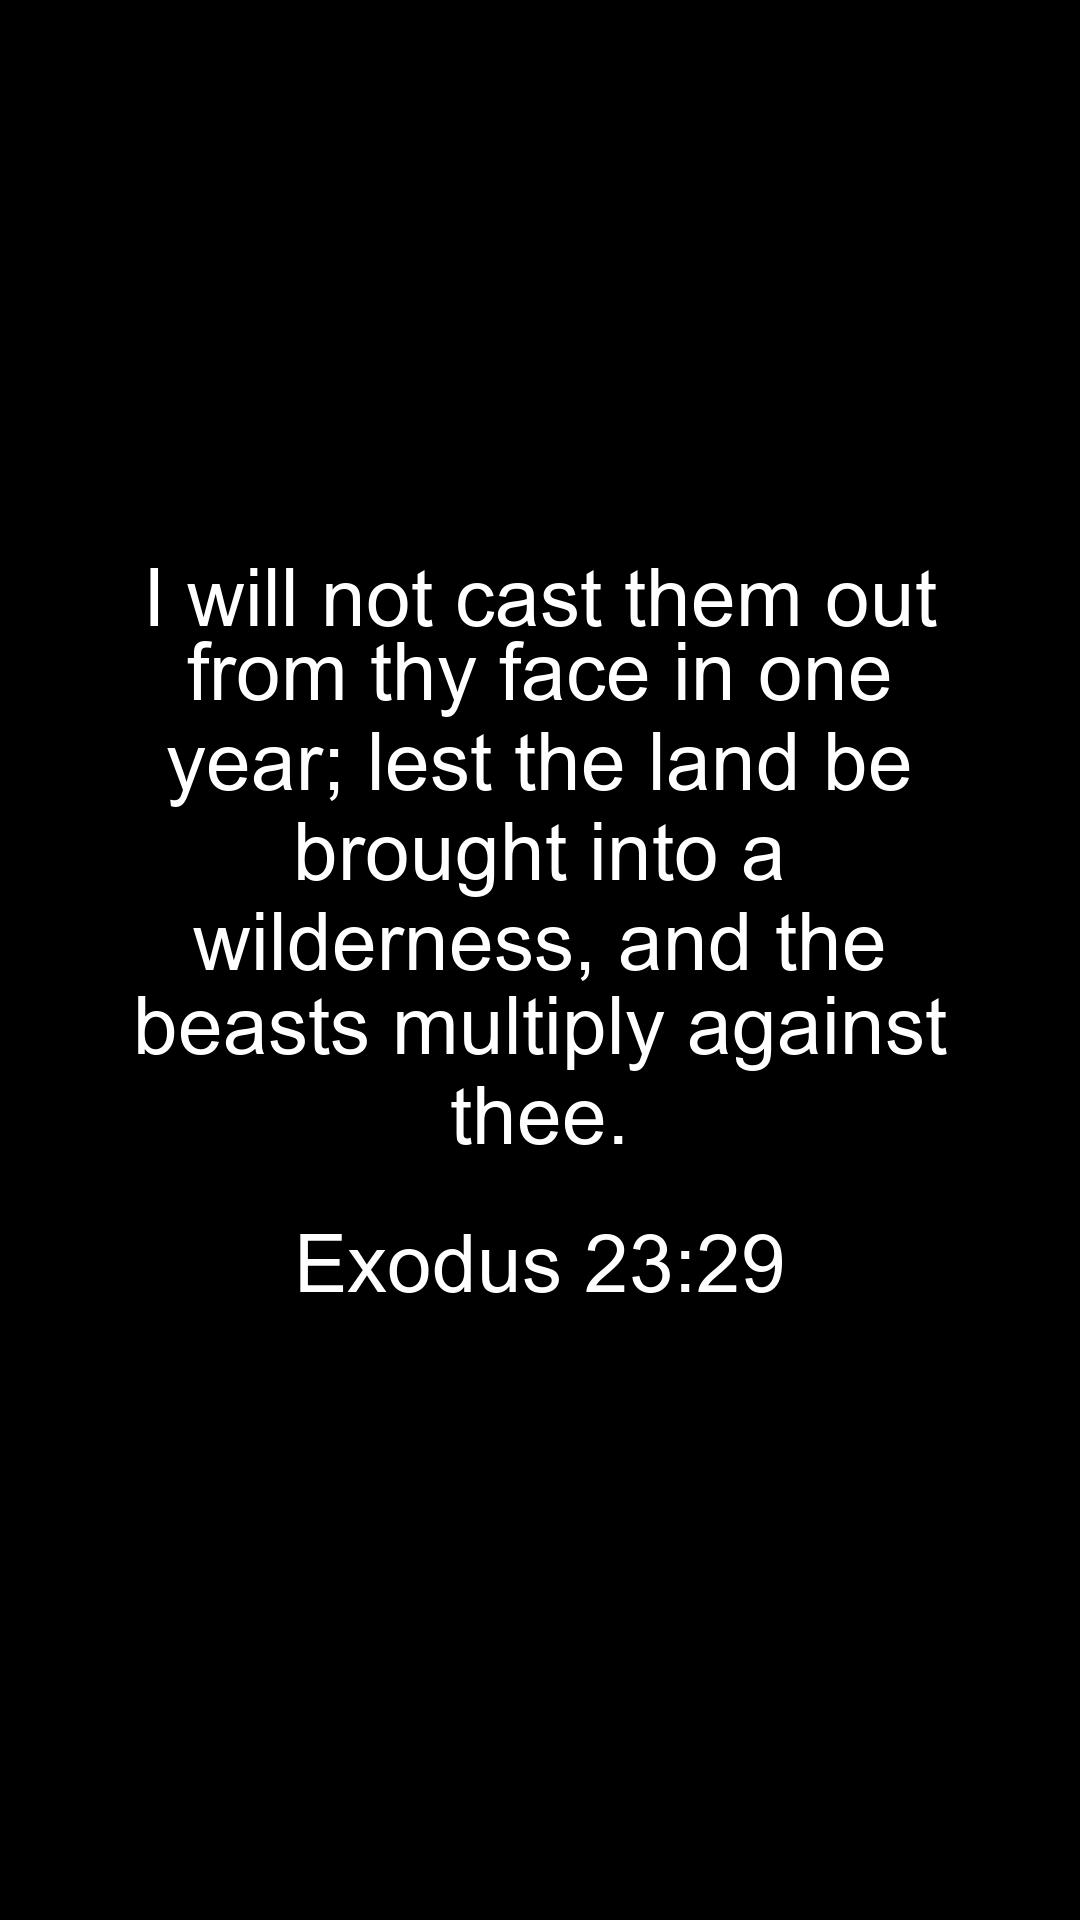 I will not cast them out
from thy face in one
year; lest the land be
brought into a
wilderness, and the
beasts multiply against
thee.
Exodus 23:29